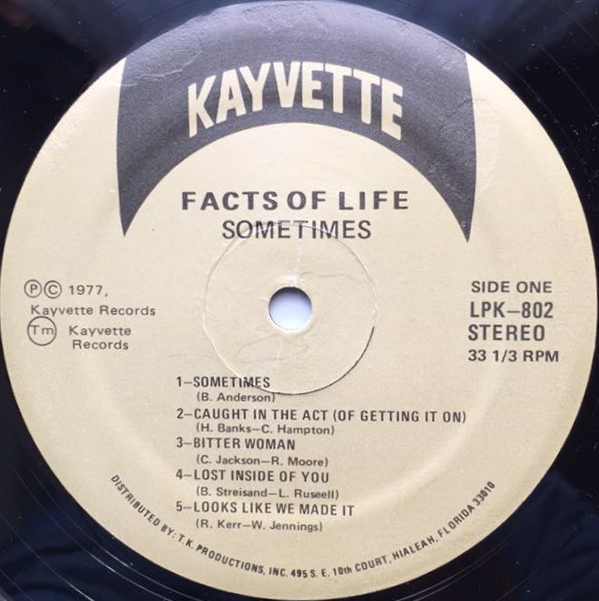 KAYVETTE
FACTS OF LIFE
SOMETIMES
Ⓟ Ⓒ 1977,
Kayvette Records
Tm Kayvette
Records
SIDE ONE
LPK–802
STEREO
33 1/3 RPM
1–SOMETIMES
(B. Anderson)
2–CAUGHT IN THE ACT (OF GETTING IT ON)
(H. Banks–C. Hampton)
3–BITTER WOMAN
(C. Jackson–R. Moore)
4–LOST INSIDE OF YOU
(B. Streisand–L. Ruseell)
5–LOOKS LIKE WE MADE IT
(R. Kerr–W. Jennings)
DISTRIBUTED BY: T.K. PRODUCTIONS, INC. 495 S. E. 10th COURT, HIALEAH, FLORIDA 33010